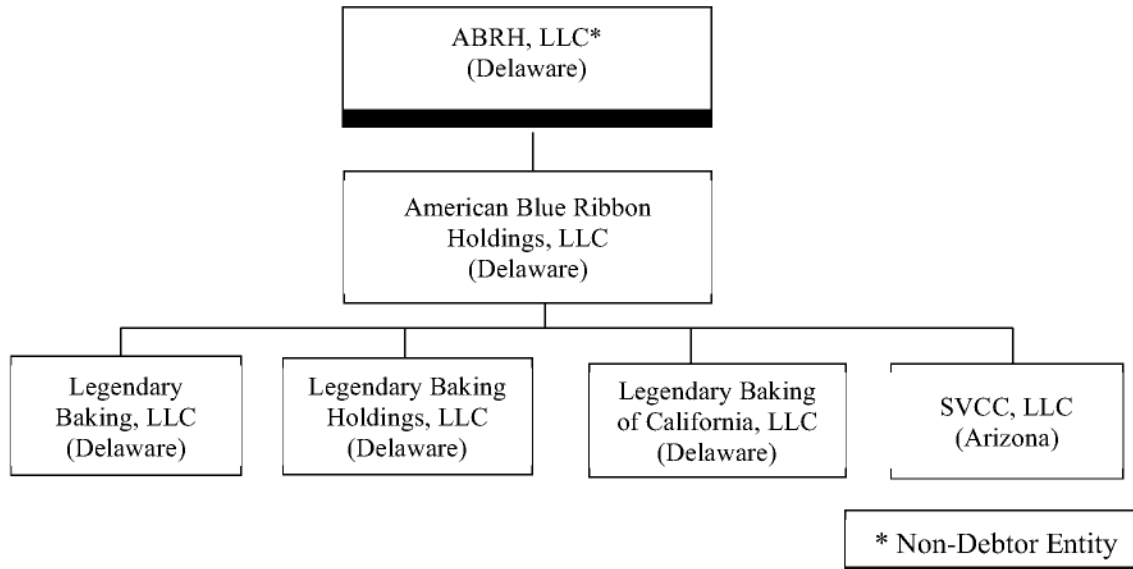 ABRH, LLC*
(Delaware)
American Blue Ribbon
Holdings, LLC
(Delaware)
Legendary
Baking, LLC
(Delaware)
Legendary Baking
Holdings, LLC
(Delaware)
Legendary Baking
of California, LLC
(Delaware)
SVCC, LLC
(Arizona)
* Non-Debtor Entity